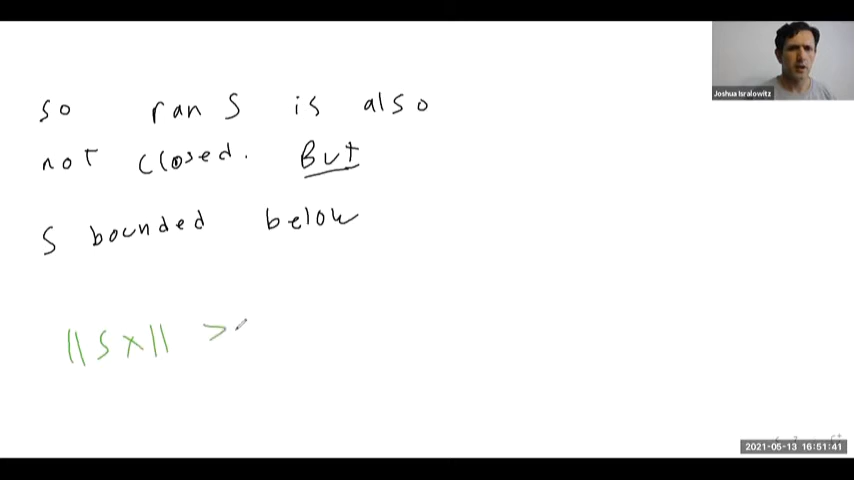 so ran S is also
not closed. But
S bounded below
||Sx|| >
Joshua Isralowitz
2021-05-13 16:51:41